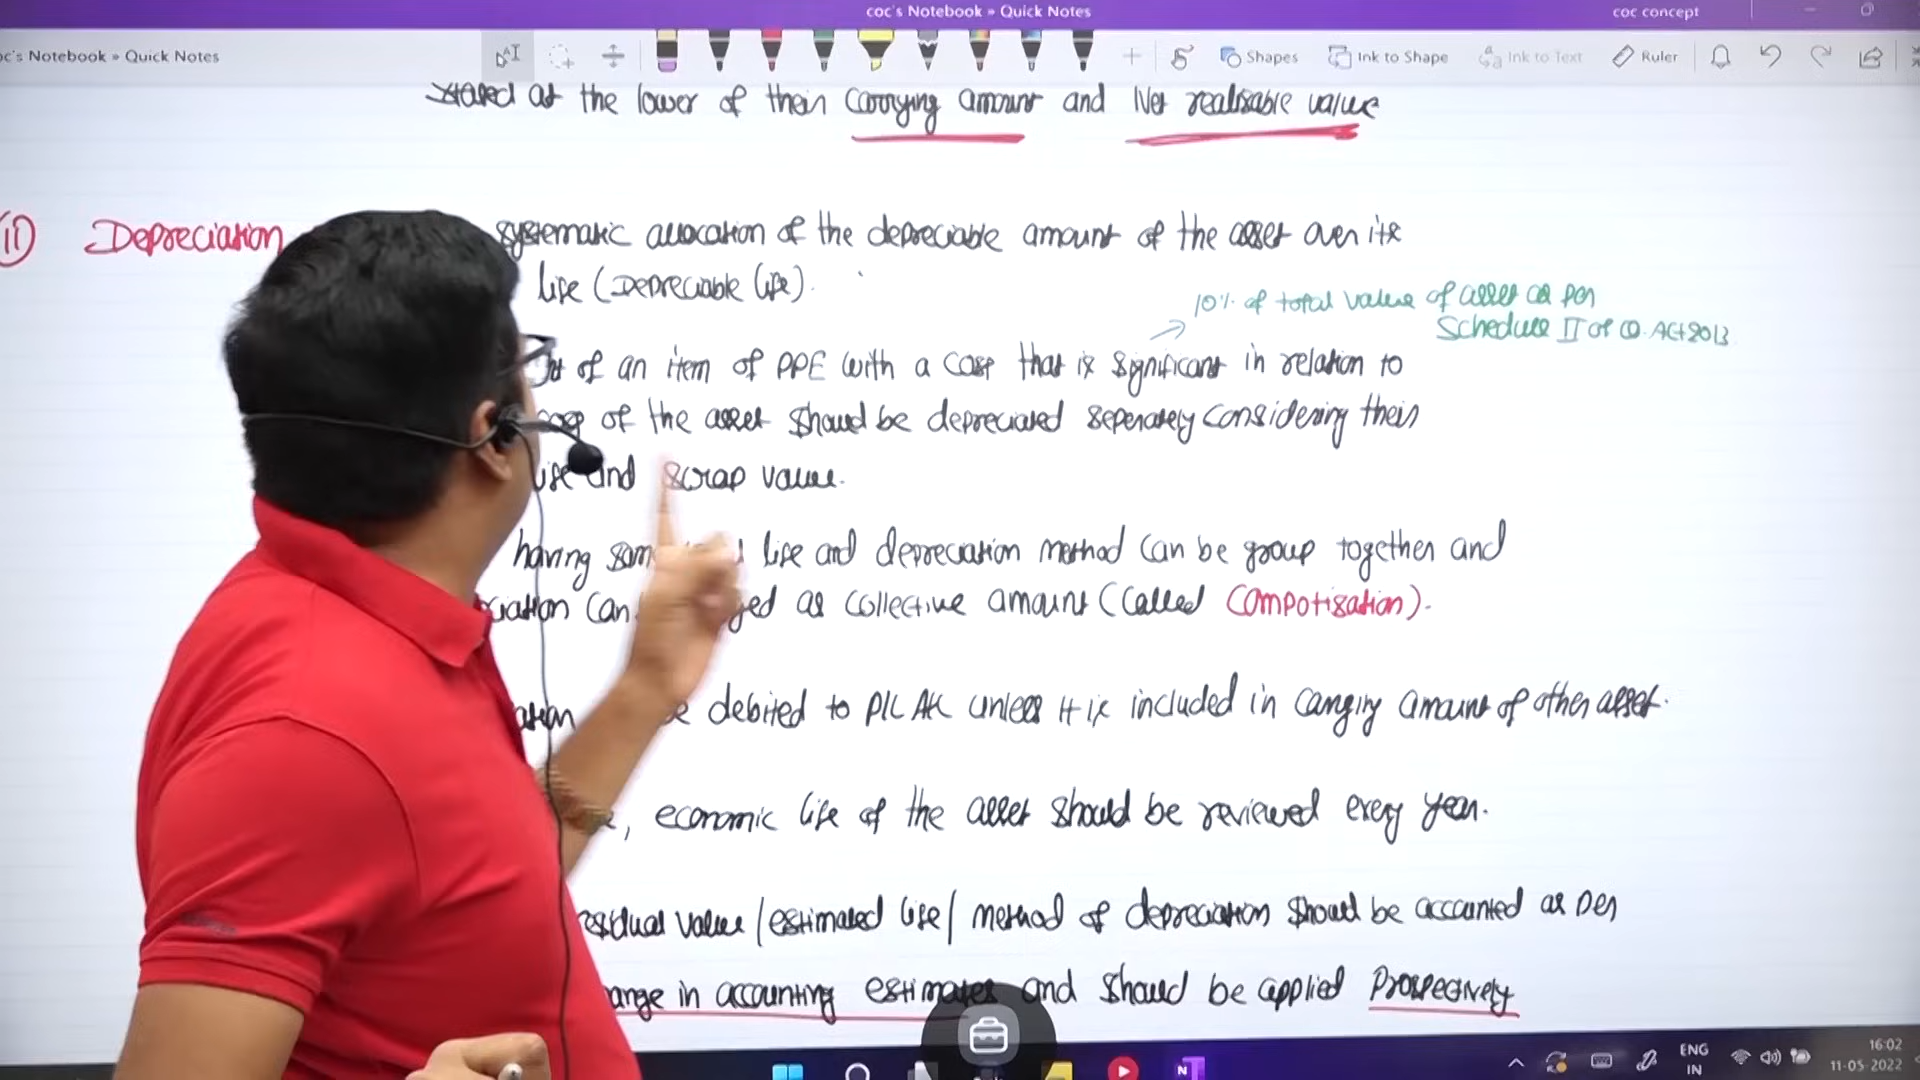 coc's Notebook » Quick Notes
coc concept
oc's Notebook » Quick Notes
Shapes
Ink to Shape
Ink to Text
Ruler
stated at the lower of their carrying amount and Net realisable value
(ii) Depreciation
systematic allocation of the depreciable amount of the asset over its
life (Depreciable life).
10% of total value of asset as per
Schedule II of Co. Act 2013
of an item of PPE with a cost that is significant in relation to
of the asset should be depreciated seperately considering their
life and scrap value.
having life and depreciation method can be group together and
as collective amount (called Compotisation).
debited to P/L A/c unless it is included in carrying amount of other asset.
, economic life of the asset should be reviewed every year.
esidual value / estimated life / method of depreciation should be accounted as per
ange in accounting estimates and should be applied Prospectively
ENG
IN
16:02
11-05-2022